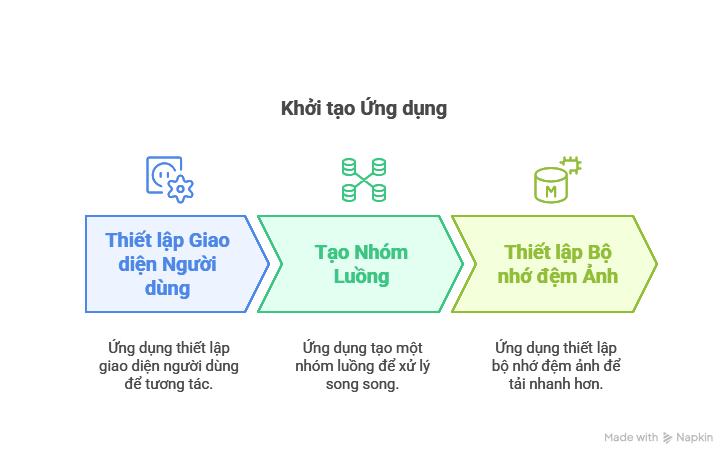 Khởi tạo Ứng dụng
M
Thiết lập Giao
diện Người
dùng
Tạo Nhóm
Luồng
Thiết lập Bộ
nhớ đệm Ảnh
Ứng dụng thiết lập
giao diện người dùng
để tương tác.
Ứng dụng tạo một
nhóm luồng để xử lý
song song.
Ứng dụng thiết lập
bộ nhớ đệm ảnh để
tải nhanh hơn.
Made with Napkin